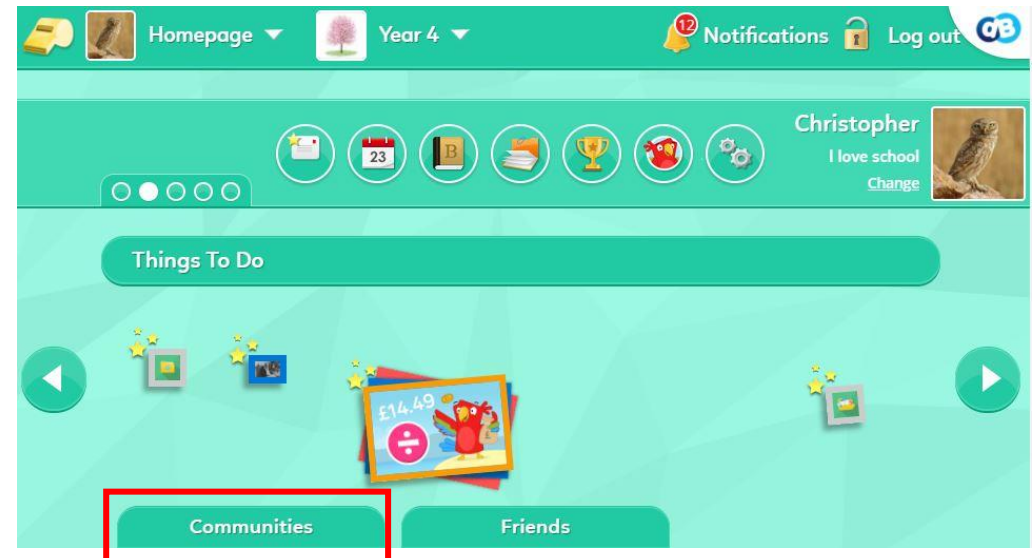 Homepage
Year 4
12
Notifications
Log out
DB
23
B
Christopher
I love school
Change
Things To Do
£14.49
÷
Communities
Friends